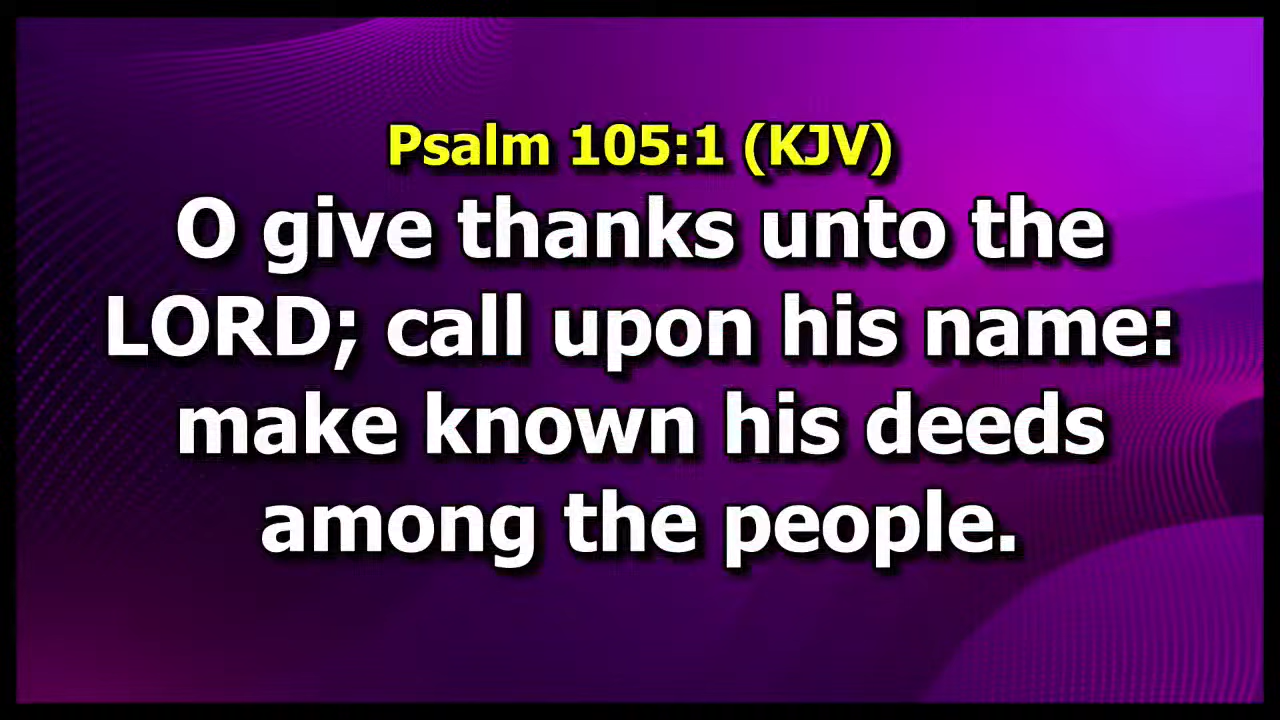 Psalm 105:1 (KJV)
O give thanks unto the
LORD; call upon his name:
make known his deeds
among the people.